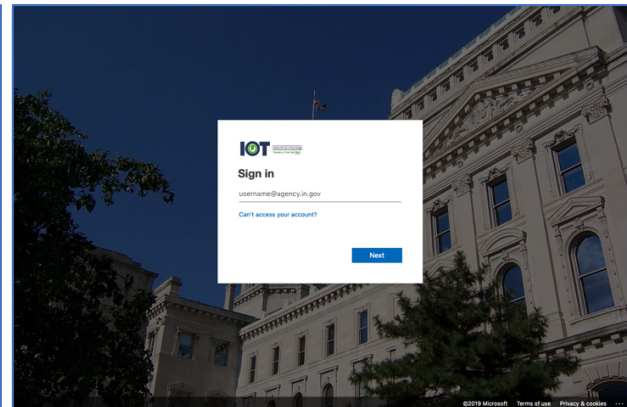 IOT
Sign in
username@agency.in.gov
Can't access your account?
Next
©2019 Microsoft Terms of use Privacy & cookies ...